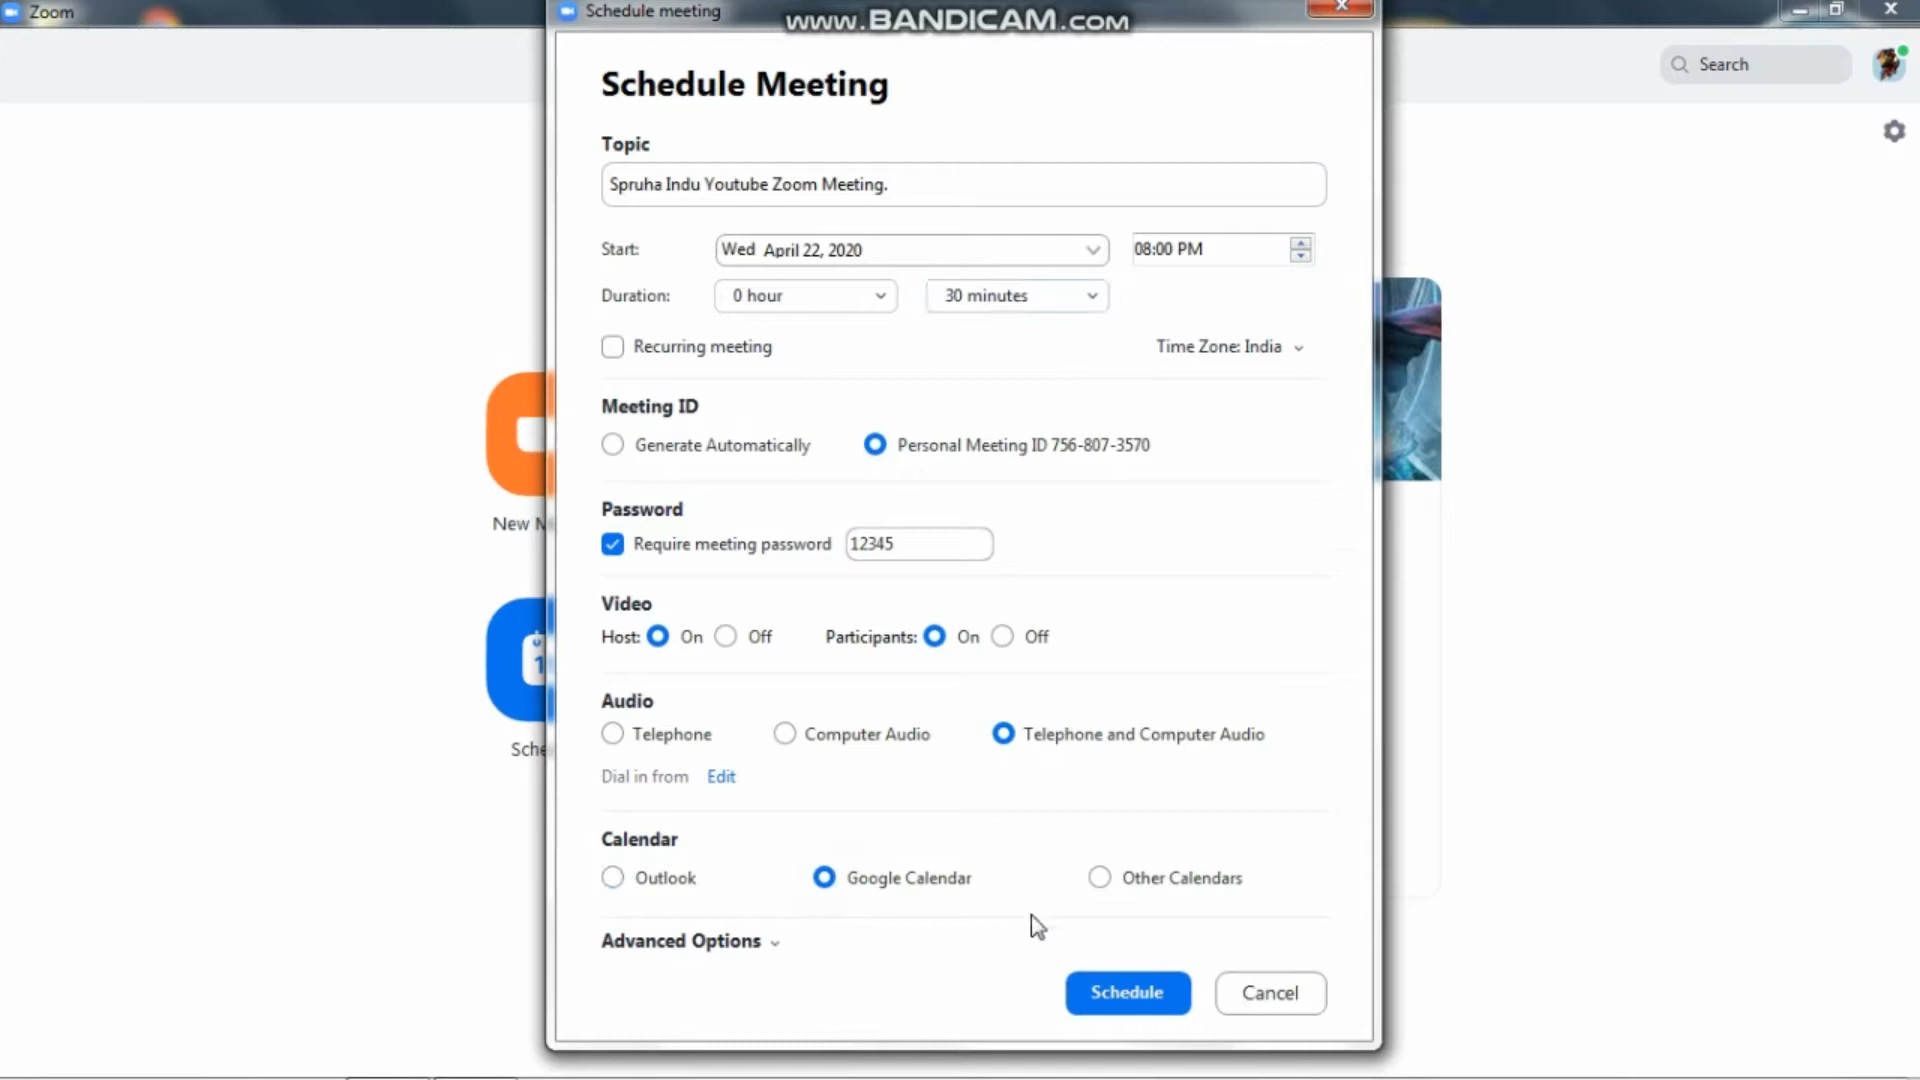 Zoom
Schedule meeting
www.BANDICAM.com
Search
Schedule Meeting
Topic
Spruha Indu Youtube Zoom Meeting.
Start: Wed April 22, 2020 08:00 PM
Duration: 0 hour 30 minutes
Recurring meeting Time Zone: India
Meeting ID
Generate Automatically Personal Meeting ID 756-807-3570
Password
New M
Require meeting password 12345
Video
Host: On Off Participants: On Off
Audio
Telephone Computer Audio Telephone and Computer Audio
Sche
Dial in from Edit
Calendar
Outlook Google Calendar Other Calendars
Advanced Options
Schedule Cancel